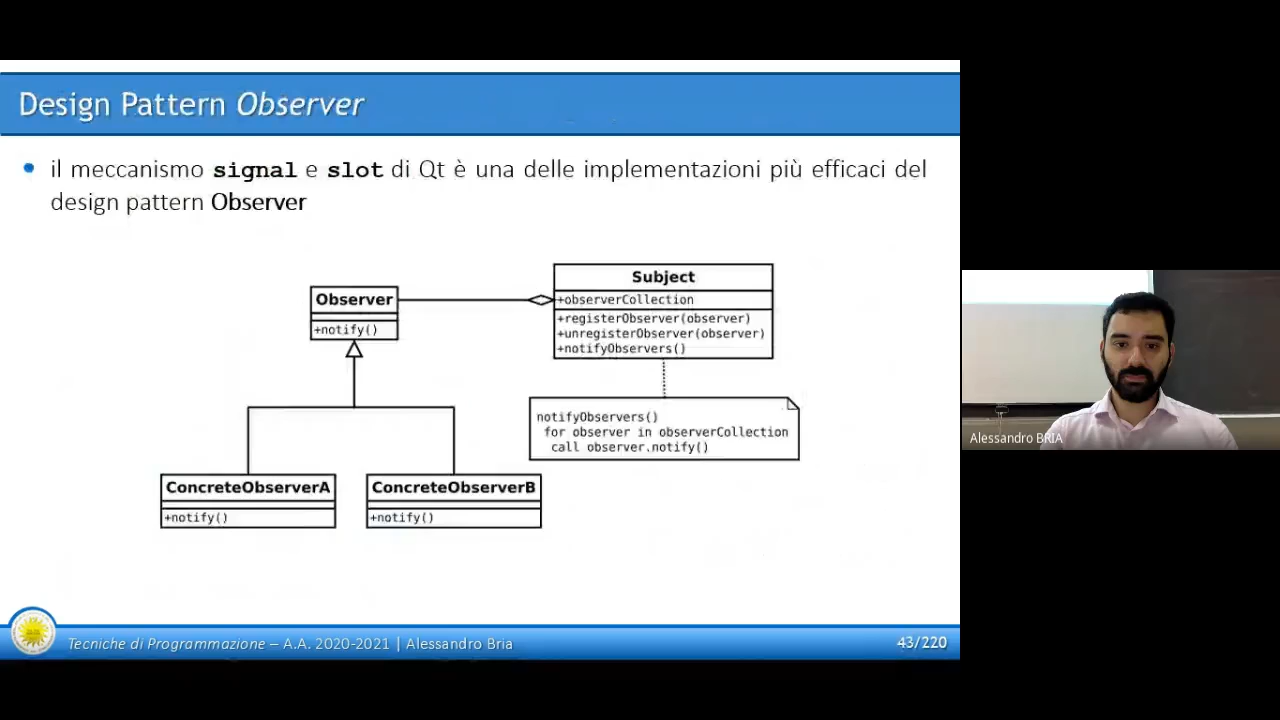 Design Pattern Observer
il meccanismo signal e slot di Qt è una delle implementazioni più efficaci del
design pattern Observer
Observer
+notify()
Subject
+observerCollection
+registerObserver(observer)
+unregisterObserver(observer)
+notifyObservers()
notifyObservers()
for observer in observerCollection
call observer.notify()
ConcreteObserverA
+notify()
ConcreteObserverB
+notify()
Alessandro BRIA
Tecniche di Programmazione – A.A. 2020-2021 | Alessandro Bria
43/220